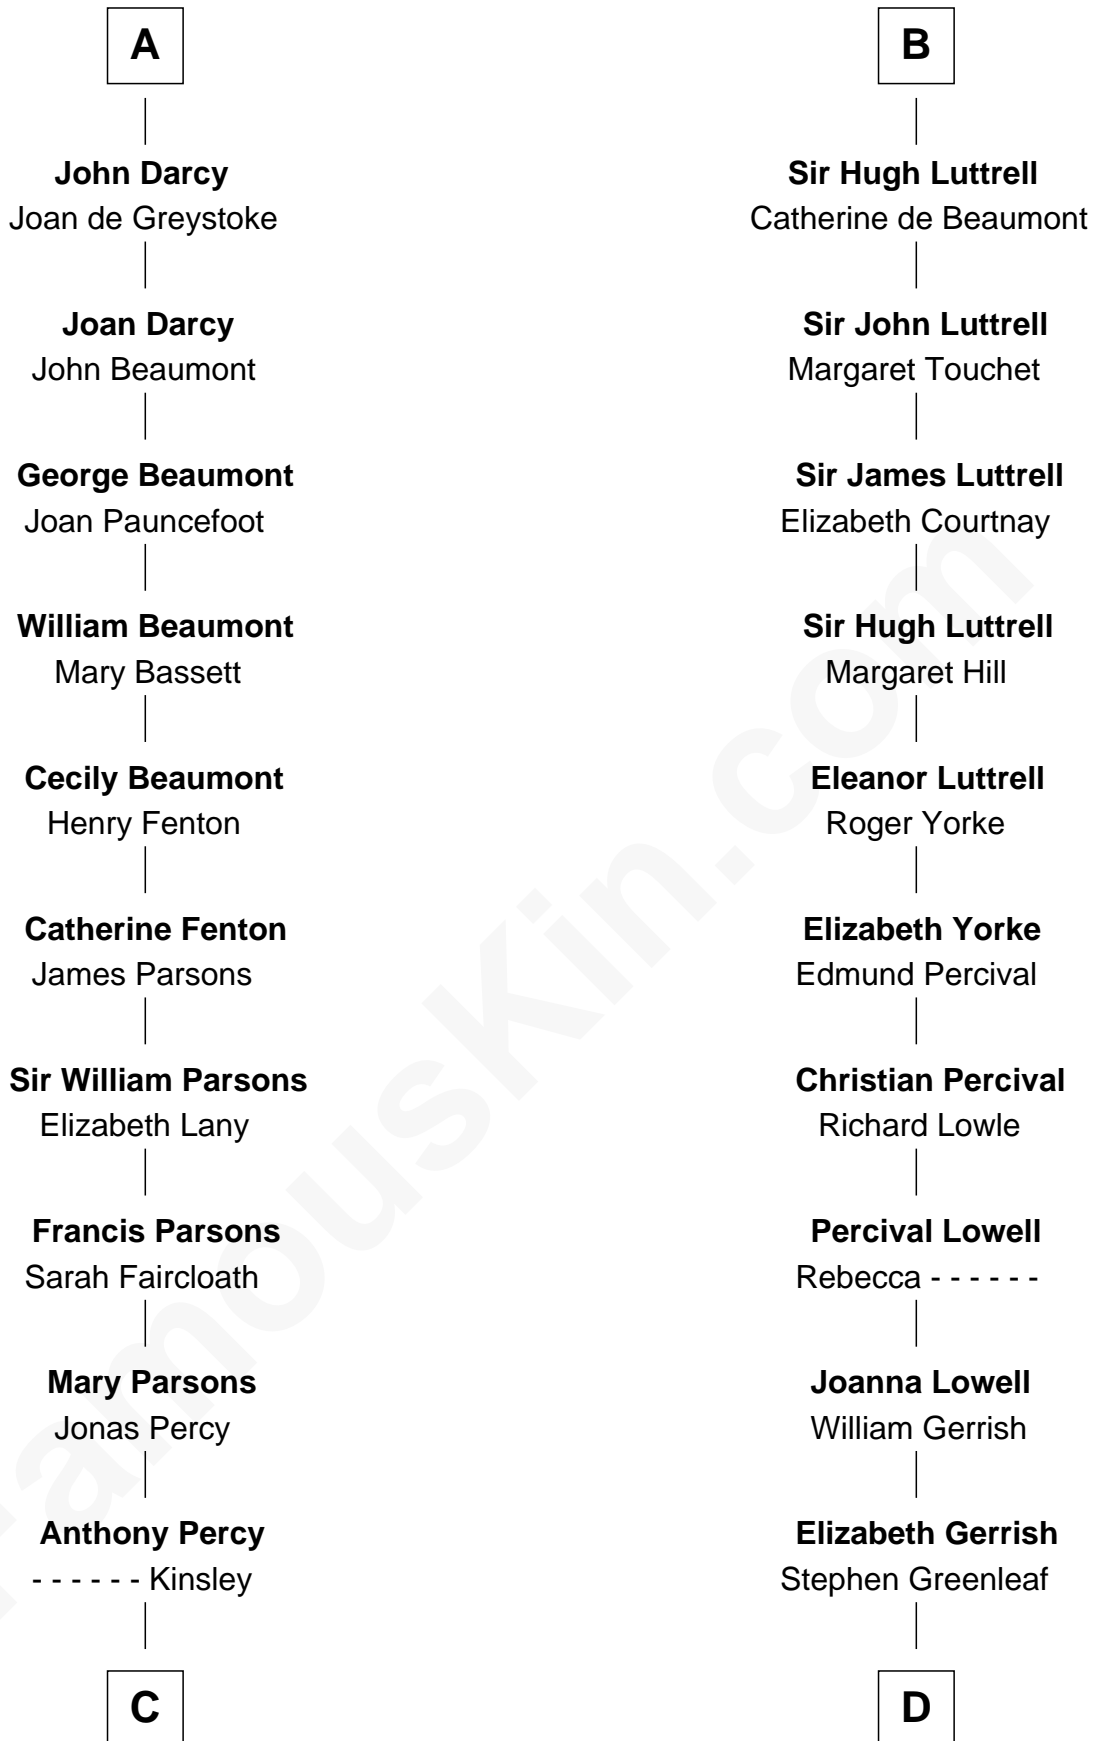 A
John Darcy
Joan de Greystoke
Joan Darcy
John Beaumont
George Beaumont
Joan Pauncefoot
William Beaumont
Mary Bassett
Cecily Beaumont
Henry Fenton
Catherine Fenton
James Parsons
Sir William Parsons
Elizabeth Lany
Francis Parsons
Sarah Faircloath
Mary Parsons
Jonas Percy
Anthony Percy
- - - - - - Kinsley
C
B
Sir Hugh Luttrell
Catherine de Beaumont
Sir John Luttrell
Margaret Touchet
Sir James Luttrell
Elizabeth Courtnay
Sir Hugh Luttrell
Margaret Hill
Eleanor Luttrell
Roger Yorke
Elizabeth Yorke
Edmund Percival
Christian Percival
Richard Lowle
Percival Lowell
Rebecca - - - - - -
Joanna Lowell
William Gerrish
Elizabeth Gerrish
Stephen Greenleaf
D
FamousKin.com